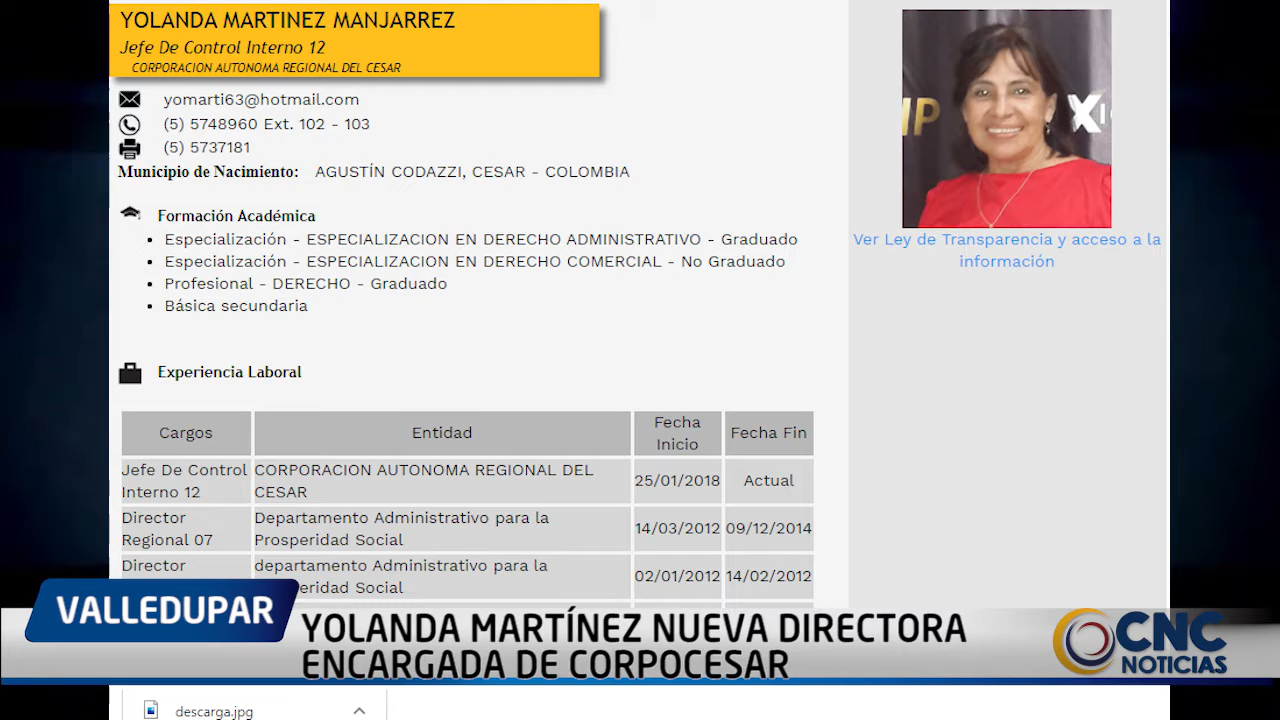 YOLANDA MARTINEZ MANJARREZ
Jefe De Control Interno 12
CORPORACION AUTONOMA REGIONAL DEL CESAR
yomarti63@hotmail.com
(5) 5748960 Ext. 102 - 103
(5) 5737181
Municipio de Nacimiento: AGUSTÍN CODAZZI, CESAR - COLOMBIA
Formación Académica
• Especialización - ESPECIALIZACION EN DERECHO ADMINISTRATIVO - Graduado
• Especialización - ESPECIALIZACION EN DERECHO COMERCIAL - No Graduado
• Profesional - DERECHO - Graduado
• Básica secundaria
Ver Ley de Transparencia y acceso a la
información
Experiencia Laboral
Cargos Entidad Fecha Inicio Fecha Fin
Jefe De Control CORPORACION AUTONOMA REGIONAL DEL
Interno 12 CESAR 25/01/2018 Actual
Director Departamento Administrativo para la
Regional 07 Prosperidad Social 14/03/2012 09/12/2014
Director departamento Administrativo para la
Social 02/01/2012 14/02/2012
VALLEDUPAR
YOLANDA MARTÍNEZ NUEVA DIRECTORA
ENCARGADA DE CORPOCESAR
CNC
NOTICIAS
descarga.jpg